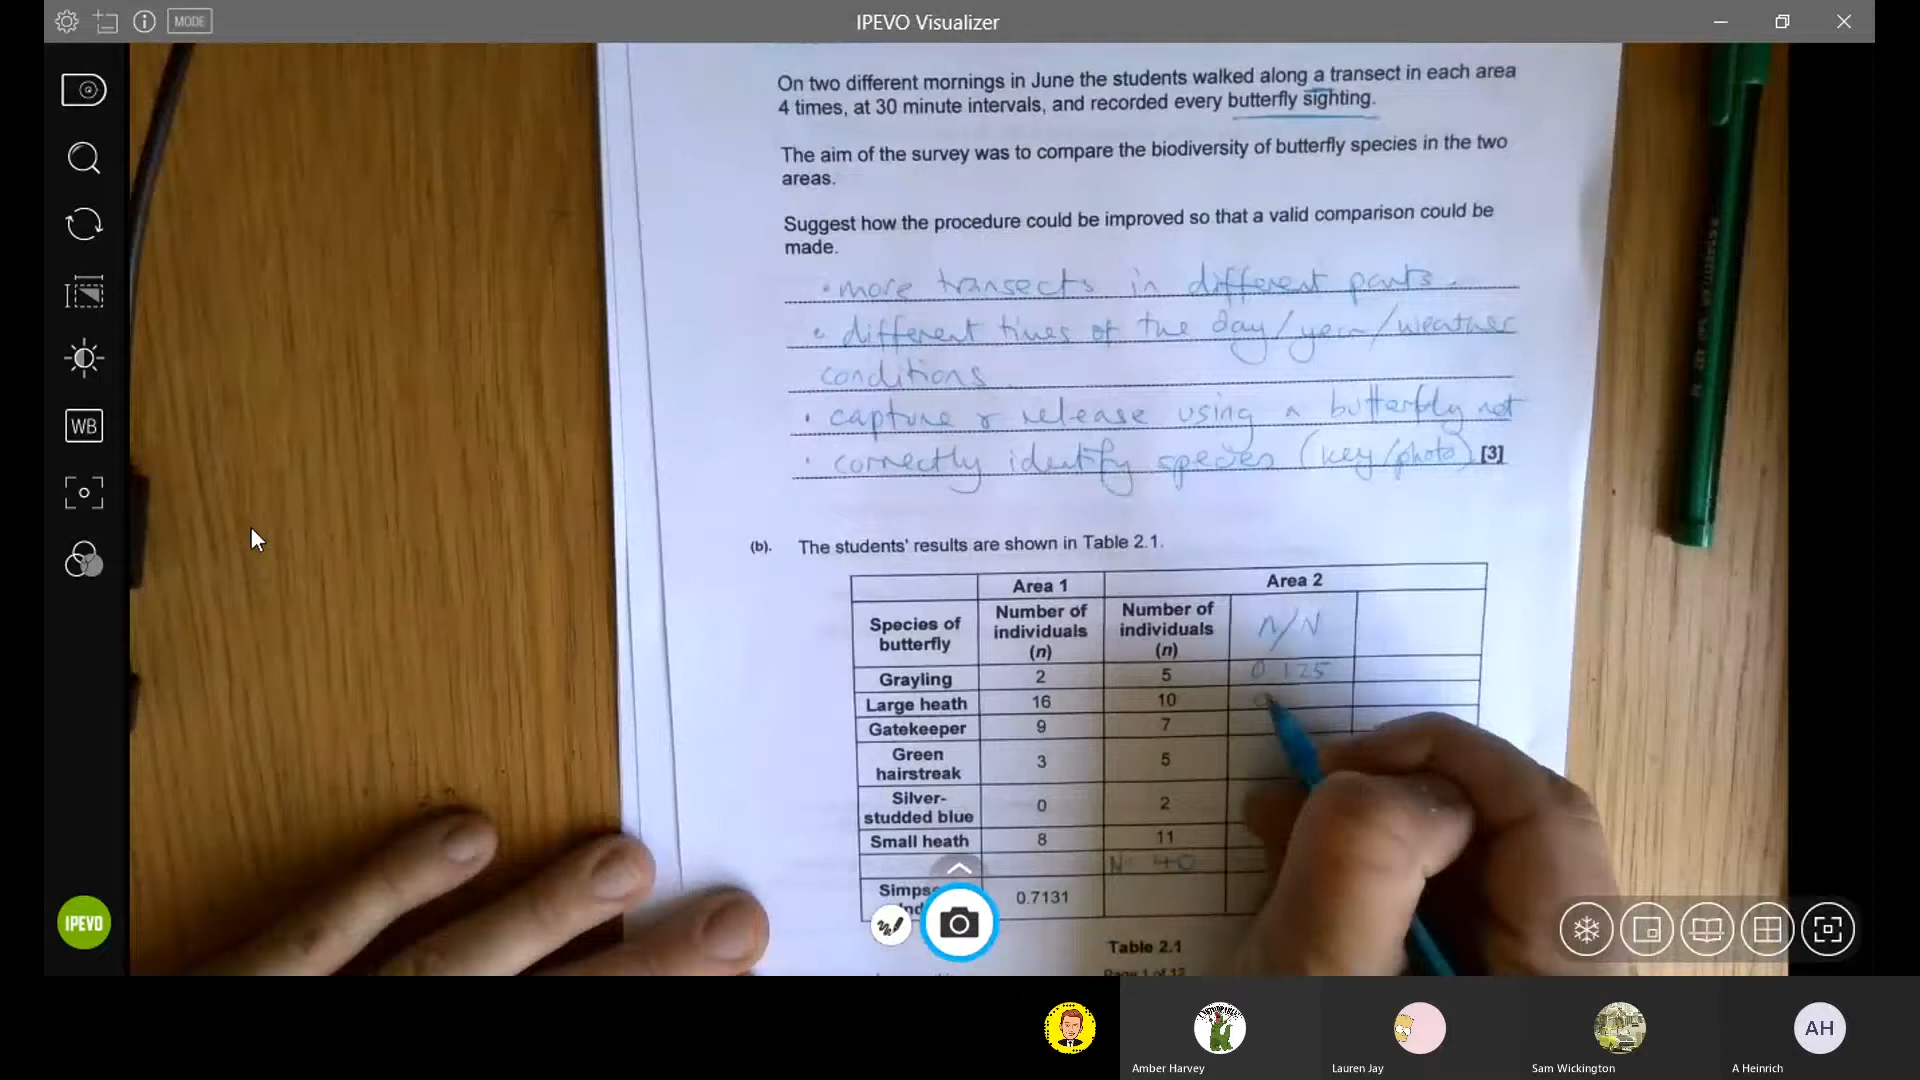 MODE
IPEVO Visualizer
On two different mornings in June the students walked along a transect in each area
4 times, at 30 minute intervals, and recorded every butterfly sighting.
The aim of the survey was to compare the biodiversity of butterfly species in the two
areas.
Suggest how the procedure could be improved so that a valid comparison could be
made.
• more transects in different parts.
• different times of the day/year/weather
conditions
• capture & release using a butterfly net
• correctly identify species (key/photo) [3]
(b). The students' results are shown in Table 2.1.
Area 1 Area 2
Species of butterfly Number of individuals (n) Number of individuals (n) n/N
Grayling 2 5 0.125
Large heath 16 10 0
Gatekeeper 9 7
Green hairstreak 3 5
Silver-studded blue 0 2
Small heath 8 11
N 40
0.7131
Table 2.1
WB
IPEVO
AH
Amber Harvey
Lauren Jay
Sam Wickington
A Heinrich